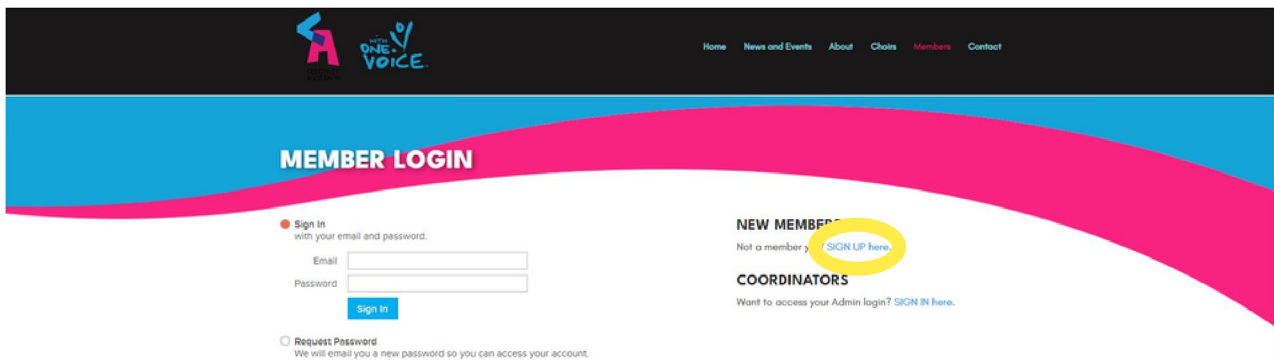 WITH
ONE
VOICE
Home News and Events About Choirs Members Contact
MEMBER LOGIN
Sign In
with your email and password.
Email
Password
Sign In
Request Password
We will email you a new password so you can access your account.
NEW MEMBERS
Not a member SIGN UP here.
COORDINATORS
Want to access your Admin login? SIGN IN here.